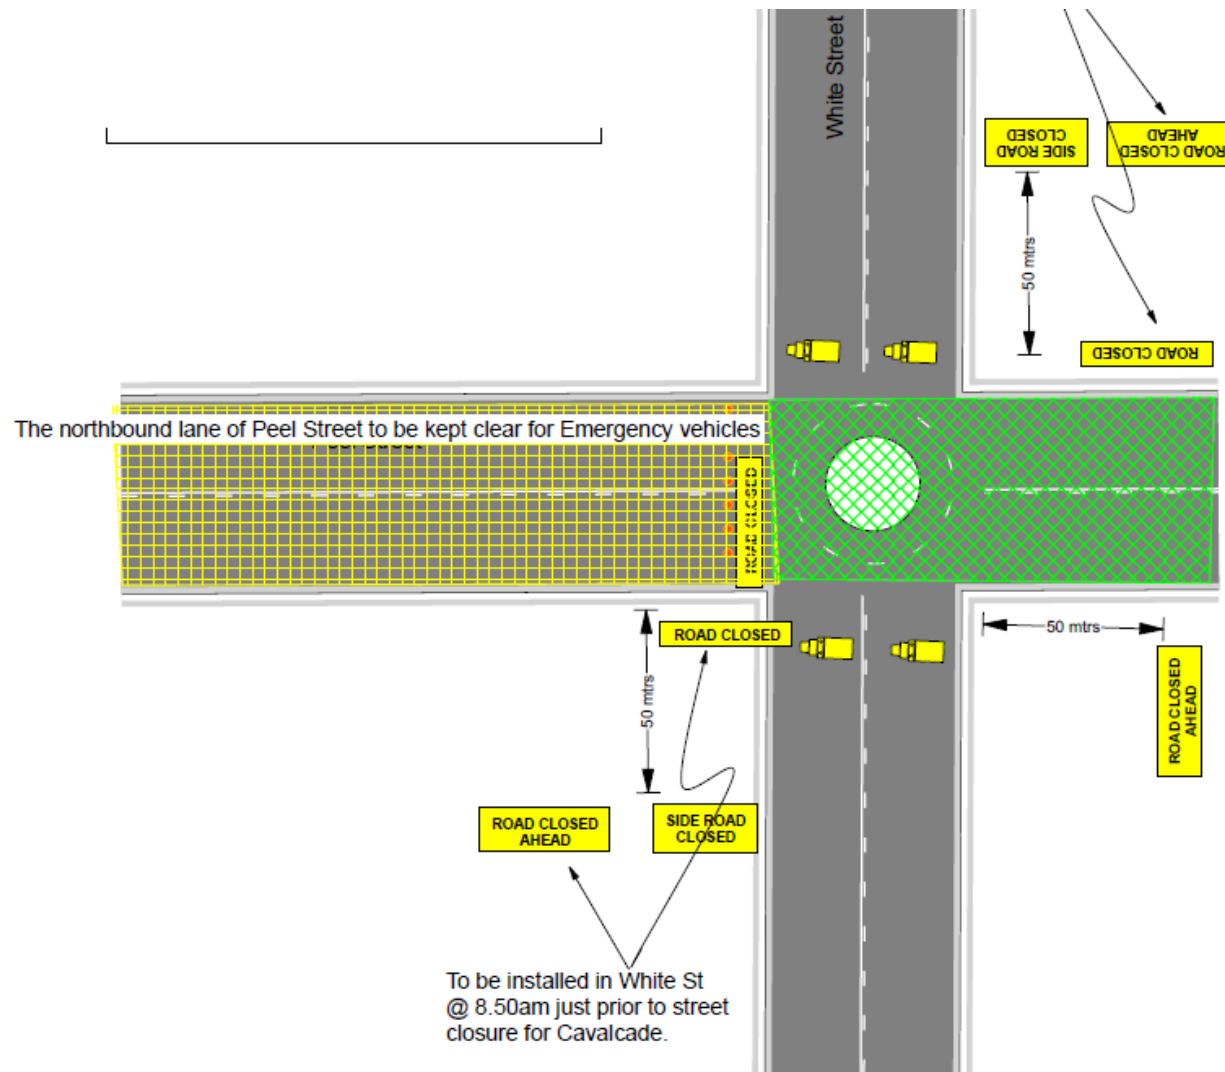 White Street
SIDE ROAD
CLOSED
ROAD CLOSED
AHEAD
50 mtrs
ROAD CLOSED
The northbound lane of Peel Street to be kept clear for Emergency vehicles
ROAD CLOSED
ROAD CLOSED
50 mtrs
50 mtrs
ROAD CLOSED
AHEAD
ROAD CLOSED
AHEAD
SIDE ROAD
CLOSED
To be installed in White St
@ 8.50am just prior to street
closure for Cavalcade.